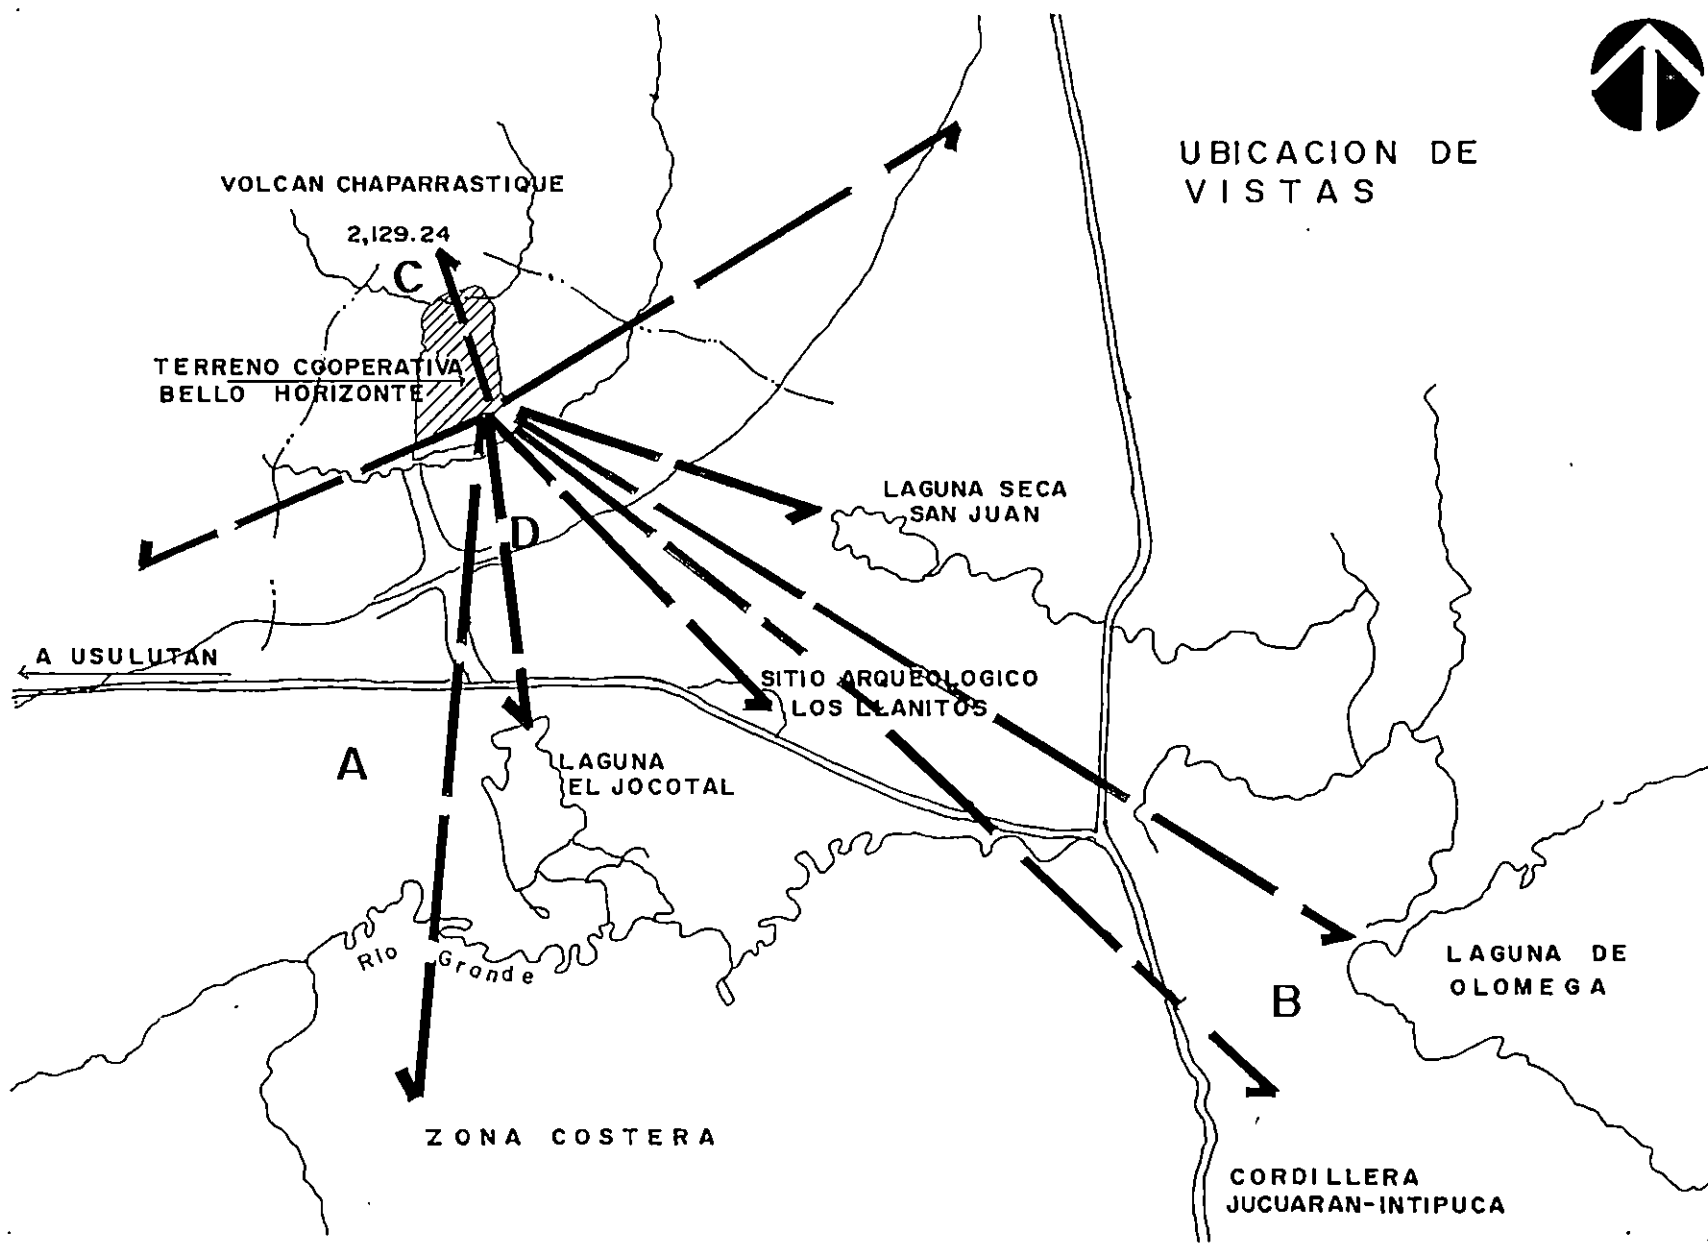 UBICACION DE
VISTAS
VOLCAN CHAPARRASTIQUE
2,129.24
C
TERRENO COOPERATIVA
BELLO HORIZONTE
LAGUNA SECA
SAN JUAN
D
A USULUTAN
SITIO ARQUEOLOGICO
LOS LLANITOS
A
LAGUNA
EL JOCOTAL
Rio Grande
LAGUNA DE
OLOMEGA
B
ZONA COSTERA
CORDILLERA
JUCUARAN-INTIPUCA